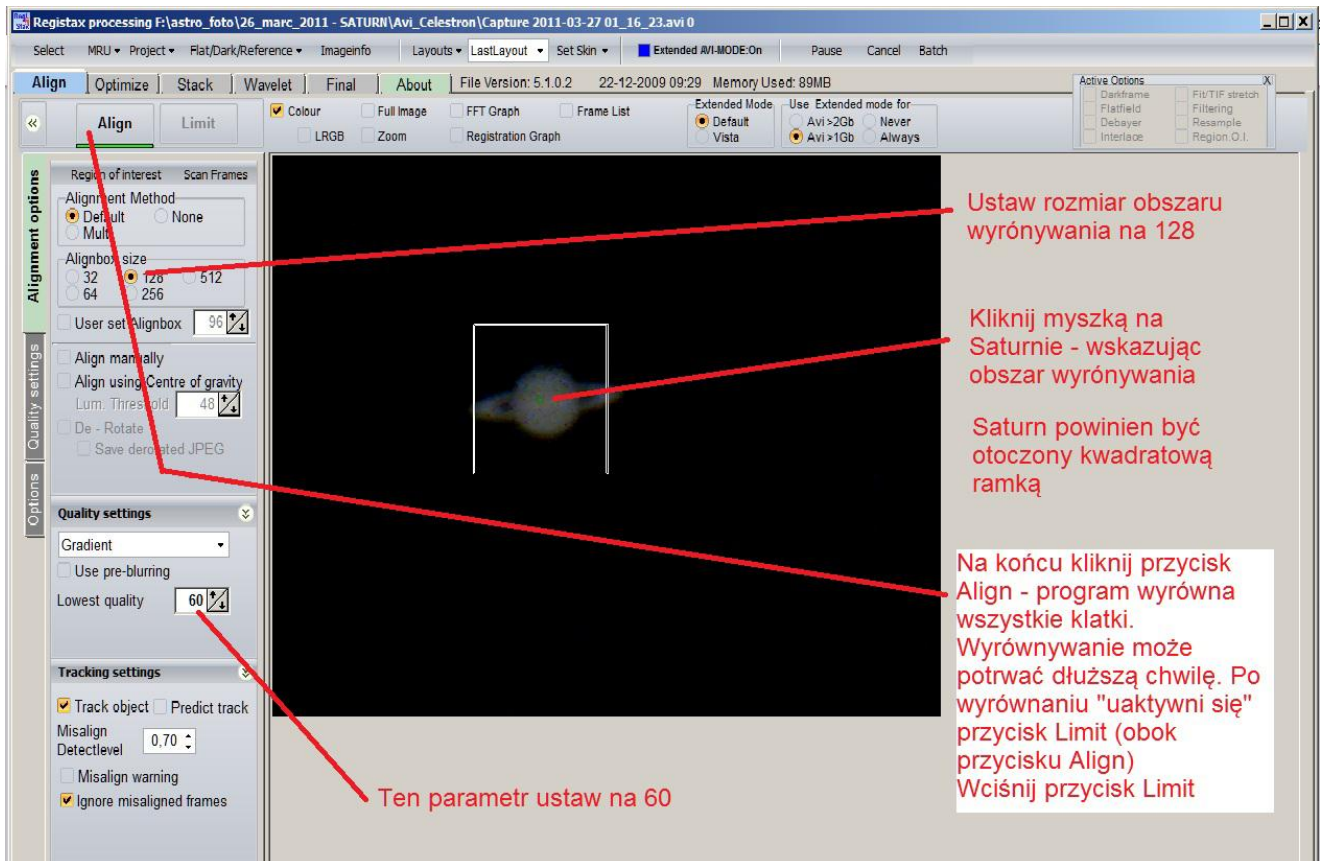 Registax processing F:\astro_foto\26_marc_2011 - SATURN\Avi_Celestron\Capture 2011-03-27 01_16_23.avi 0
Select MRU Project Flat/Dark/Reference Imageinfo Layouts LastLayout Set Skin Extended AVI-MODE:On Pause Cancel Batch
Align Optimize Stack Wavelet Final About File Version: 5.1.0.2 22-12-2009 09:29 Memory Used: 89MB
Active Options X
Darkframe Fit/TIF stretch
Flatfield Filtering
Debayer Resample
Interlace Region.O.I.
« Align Limit
Colour Full Image FFT Graph Frame List
LRGB Zoom Registration Graph
Extended Mode
Default
Vista
Use Extended mode for
Avi >2Gb Never
Avi >1Gb Always
Alignment options
Quality settings
Options
Region of interest Scan Frames
Alignment Method
Default None
Multi
Alignbox size
32 128 512
64 256
User set Alignbox 96
Align manually
Align using Centre of gravity
Lum. Threshold 48
De - Rotate
Save derotated JPEG
Quality settings
Gradient
Use pre-blurring
Lowest quality 60
Tracking settings
Track object Predict track
Misalign
Detectlevel 0,70
Misalign warning
Ignore misaligned frames
Ustaw rozmiar obszaru
wyrónywania na 128
Kliknij myszką na
Saturnie - wskazując
obszar wyrónywania
Saturn powinien być
otoczony kwadratową
ramką
Na końcu kliknij przycisk
Align - program wyrówna
wszystkie klatki.
Wyrównywanie może
potrwać dłuższą chwilę. Po
wyrównaniu "uaktywni się"
przycisk Limit (obok
przycisku Align)
Wciśnij przycisk Limit
Ten parametr ustaw na 60